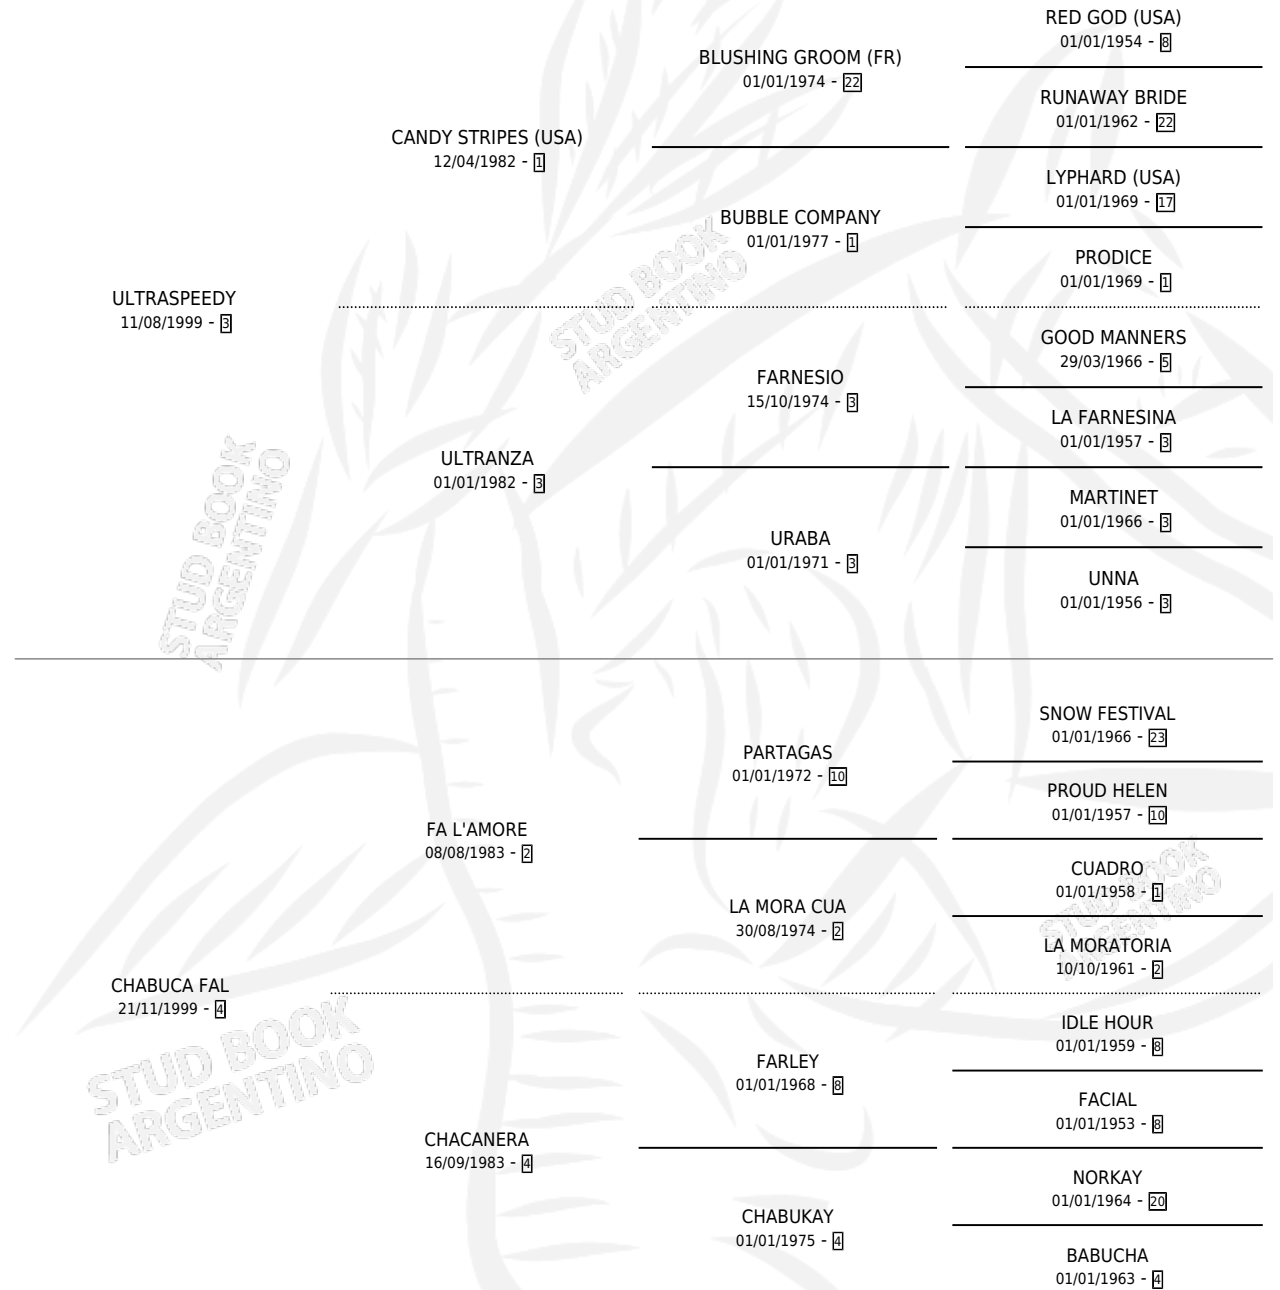 RED GOD (USA)
01/01/1954 - 8
BLUSHING GROOM (FR)
01/01/1974 - 22
RUNAWAY BRIDE
01/01/1962 - 22
CANDY STRIPES (USA)
12/04/1982 - 1
LYPHARD (USA)
01/01/1969 - 17
BUBBLE COMPANY
01/01/1977 - 1
PRODICE
01/01/1969 - 1
ULTRASPEEDY
11/08/1999 - 3
STUD BOOK
ARGENTINO
GOOD MANNERS
29/03/1966 - 5
FARNESIO
15/10/1974 - 3
LA FARNESINA
01/01/1957 - 3
ULTRANZA
01/01/1982 - 3
MARTINET
01/01/1966 - 3
URABA
01/01/1971 - 3
UNNA
01/01/1956 - 3
STUD BOOK
ARGENTINO
SNOW FESTIVAL
01/01/1966 - 23
PARTAGAS
01/01/1972 - 10
PROUD HELEN
01/01/1957 - 10
FA L'AMORE
08/08/1983 - 2
CUADRO
01/01/1958 - 1
LA MORA CUA
30/08/1974 - 2
STUD BOOK
ARGENTINO
LA MORATORIA
10/10/1961 - 2
CHABUCA FAL
21/11/1999 - 4
STUD BOOK
ARGENTINO
IDLE HOUR
01/01/1959 - 8
FARLEY
01/01/1968 - 8
FACIAL
01/01/1953 - 8
CHACANERA
16/09/1983 - 4
NORKAY
01/01/1964 - 20
CHABUKAY
01/01/1975 - 4
BABUCHA
01/01/1963 - 4